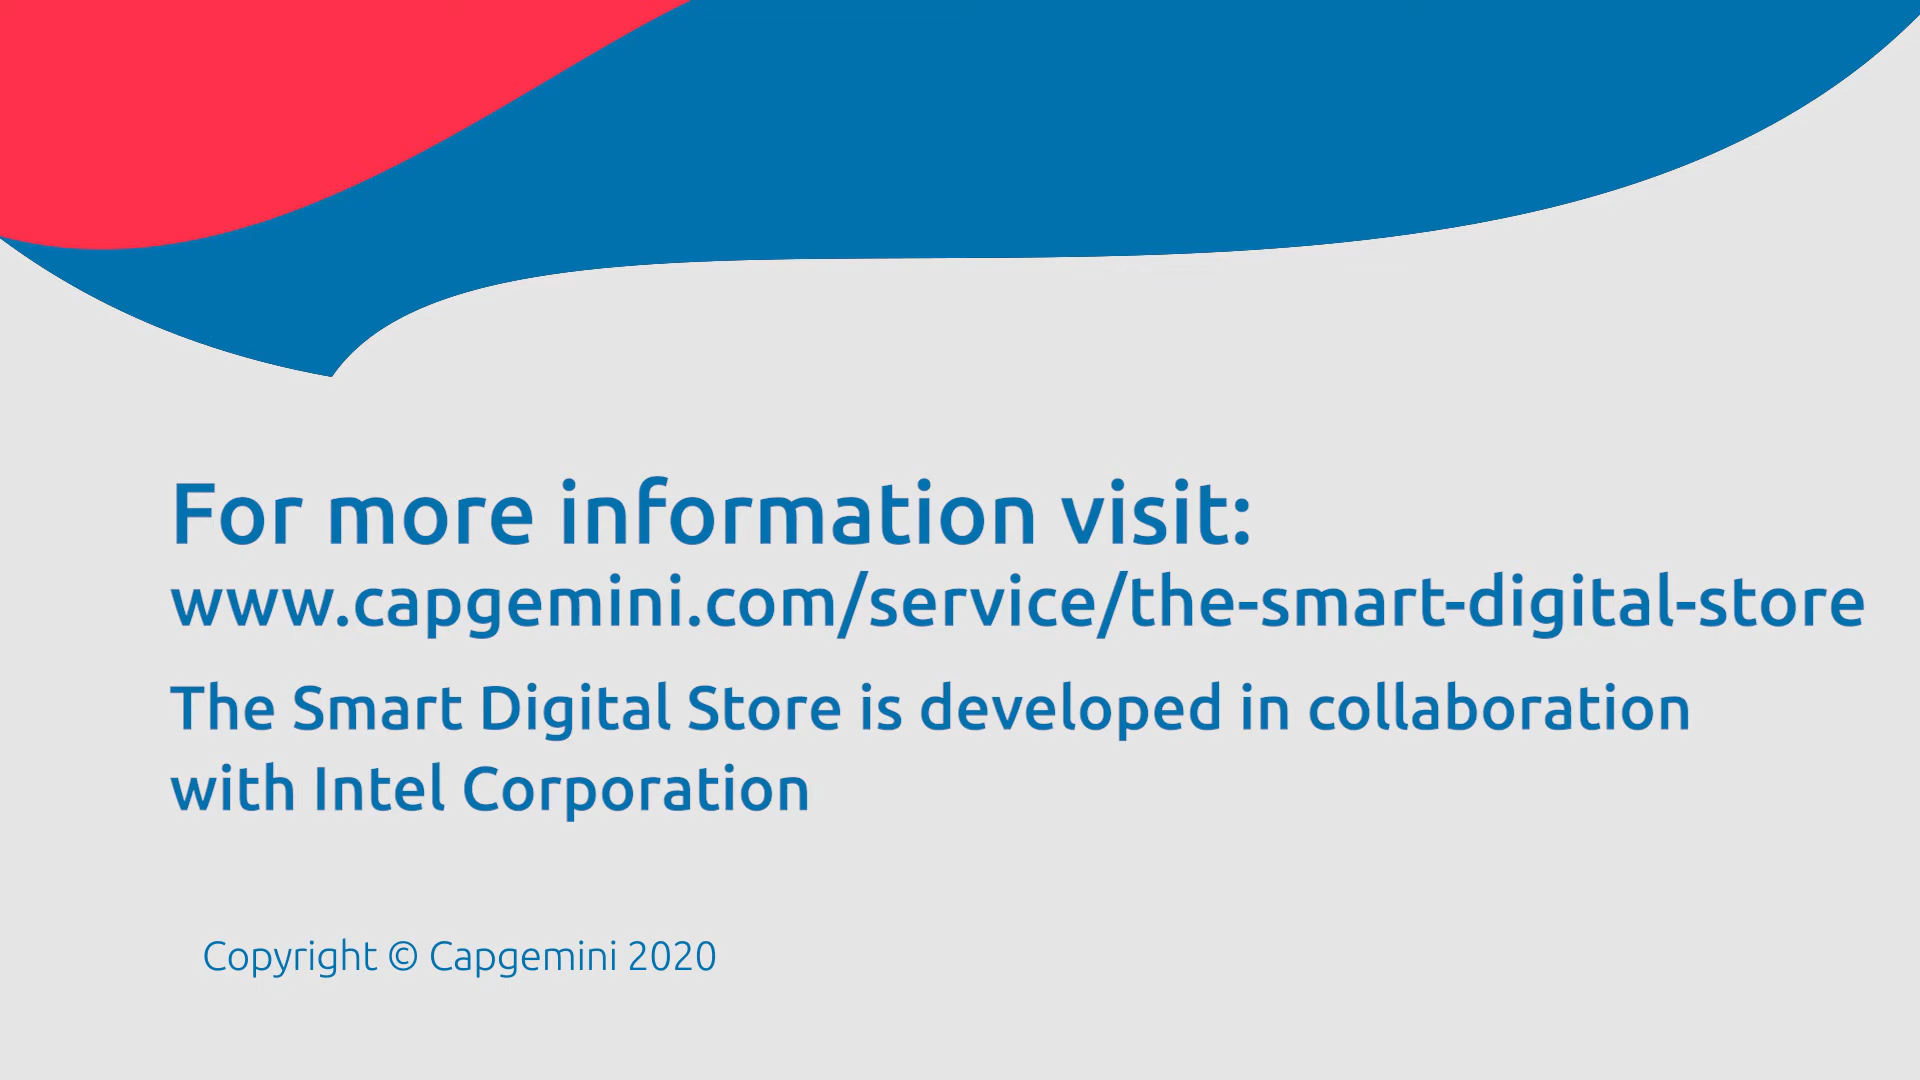 For more information visit:
www.capgemini.com/service/the-smart-digital-store
The Smart Digital Store is developed in collaboration
with Intel Corporation
Copyright © Capgemini 2020